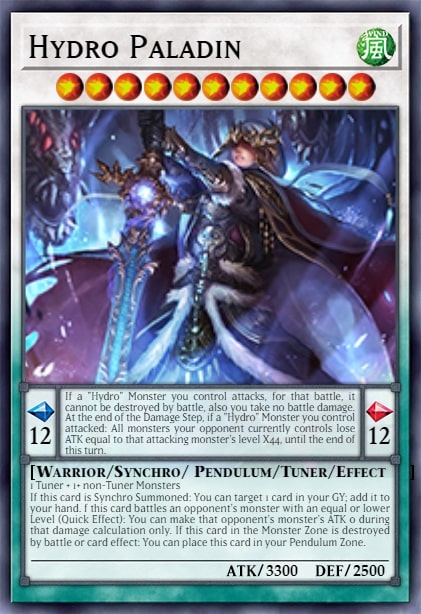 HYDRO PALADIN
WIND
風
If a "Hydro" Monster you control attacks, for that battle, it
cannot be destroyed by battle, also you take no battle damage.
At the end of the Damage Step, if a "Hydro" Monster you control
attacked: All monsters your opponent currently controls lose
ATK equal to that attacking monster's level X44, until the end of
this turn.
12
12
[WARRIOR/SYNCHRO/ PENDULUM/TUNER/EFFECT ]
1 Tuner + 1+ non-Tuner Monsters
If this card is Synchro Summoned: You can target 1 card in your GY; add it to
your hand. f this card battles an opponent's monster with an equal or lower
Level (Quick Effect): You can make that opponent's monster's ATK 0 during
that damage calculation only. If this card in the Monster Zone is destroyed
by battle or card effect: You can place this card in your Pendulum Zone.
ATK/3300 DEF/2500